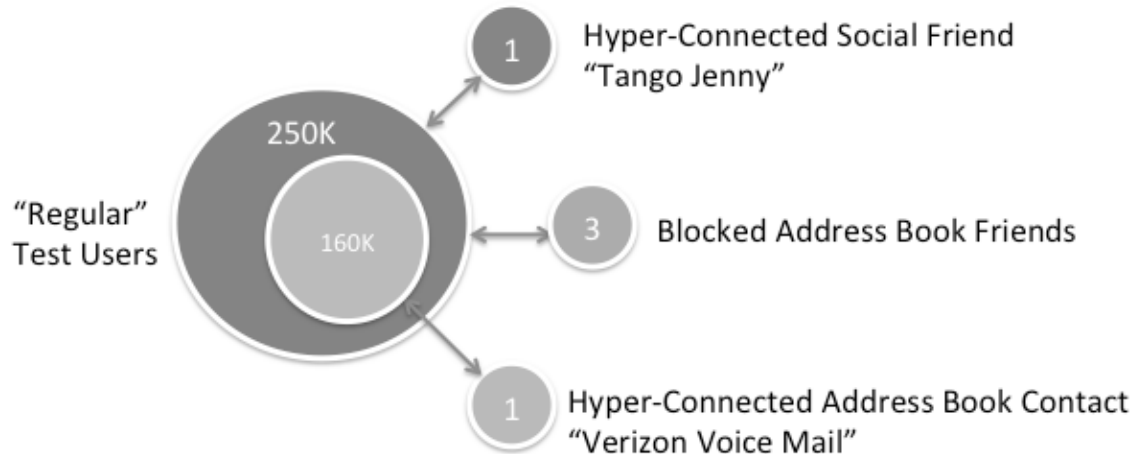 1
Hyper-Connected Social Friend
“Tango Jenny”
250K
“Regular”
Test Users
160K
3
Blocked Address Book Friends
1
Hyper-Connected Address Book Contact
“Verizon Voice Mail”